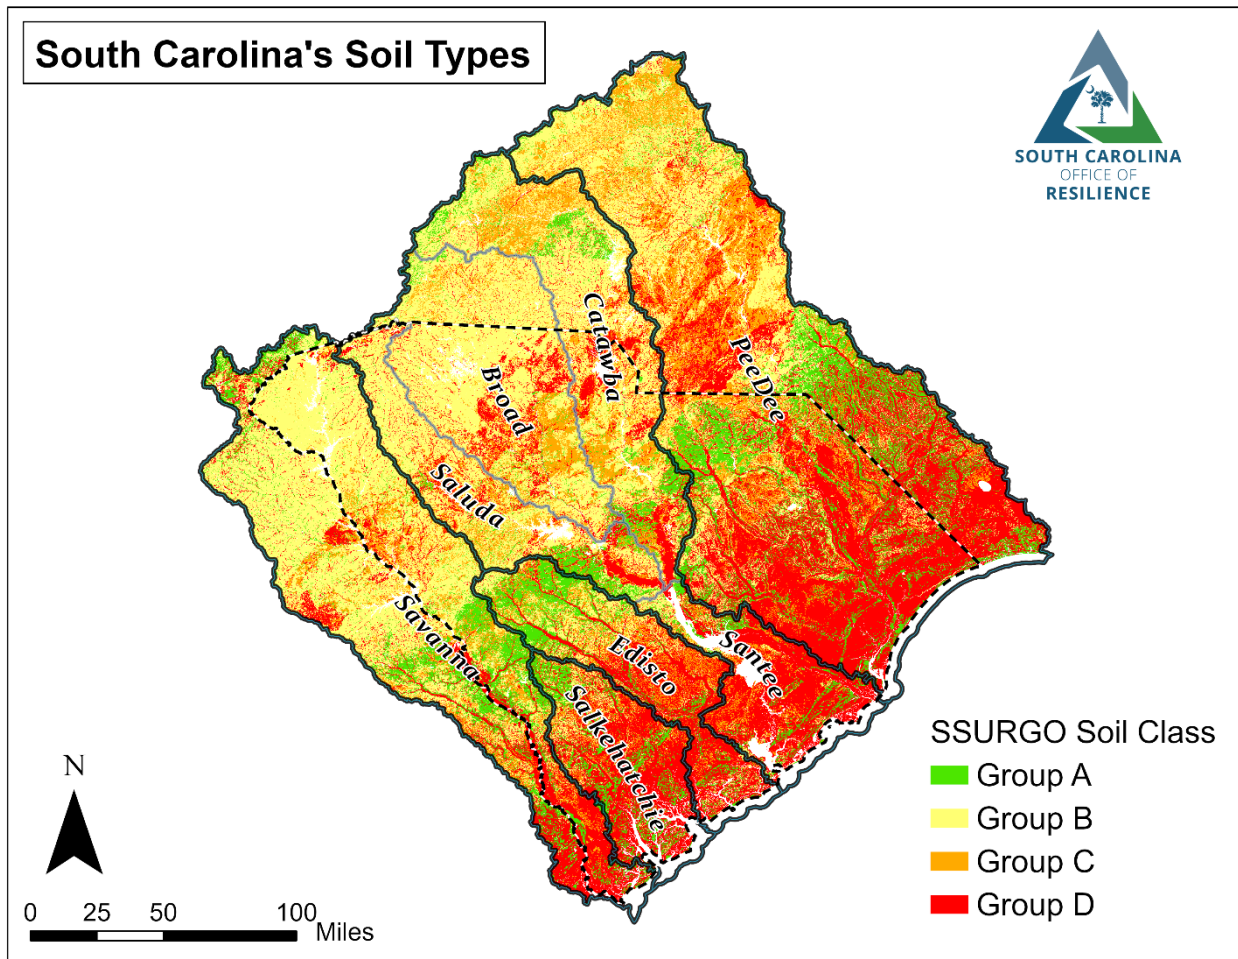 South Carolina's Soil Types
SOUTH CAROLINA
OFFICE OF
RESILIENCE
Catawba
PeeDee
Broad
Saluda
Savanna
Edisto
Santee
Salkehatchie
N
0 25 50 100
Miles
SSURGO Soil Class
Group A
Group B
Group C
Group D